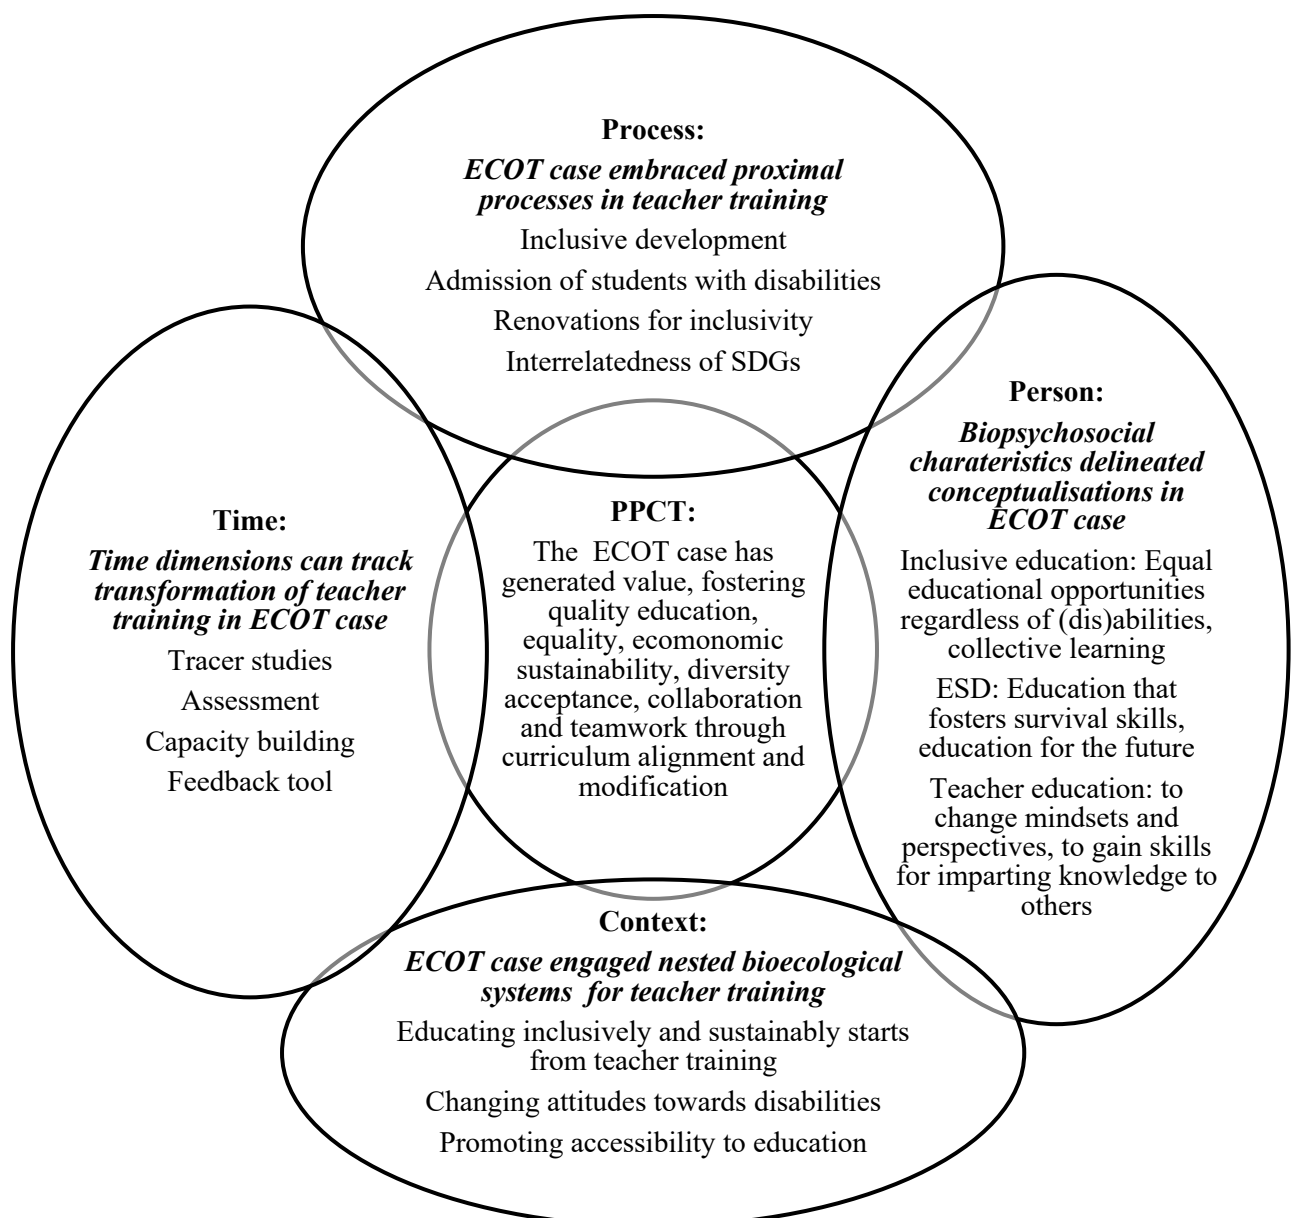 Process:
ECOT case embraced proximal
processes in teacher training
Inclusive development
Admission of students with disabilities
Renovations for inclusivity
Interrelatedness of SDGs
Person:
Biopsychosocial
charateristics delineated
conceptualisations in
ECOT case
Inclusive education: Equal
educational opportunities
regardless of (dis)abilities,
collective learning
ESD: Education that
fosters survival skills,
education for the future
Teacher education: to
change mindsets and
perspectives, to gain skills
for imparting knowledge to
others
Time:
Time dimensions can track
transformation of teacher
training in ECOT case
Tracer studies
Assessment
Capacity building
Feedback tool
PPCT:
The ECOT case has
generated value, fostering
quality education,
equality, ecomonomic
sustainability, diversity
acceptance, collaboration
and teamwork through
curriculum alignment and
modification
Context:
ECOT case engaged nested bioecological
systems for teacher training
Educating inclusively and sustainably starts
from teacher training
Changing attitudes towards disabilities
Promoting accessibility to education